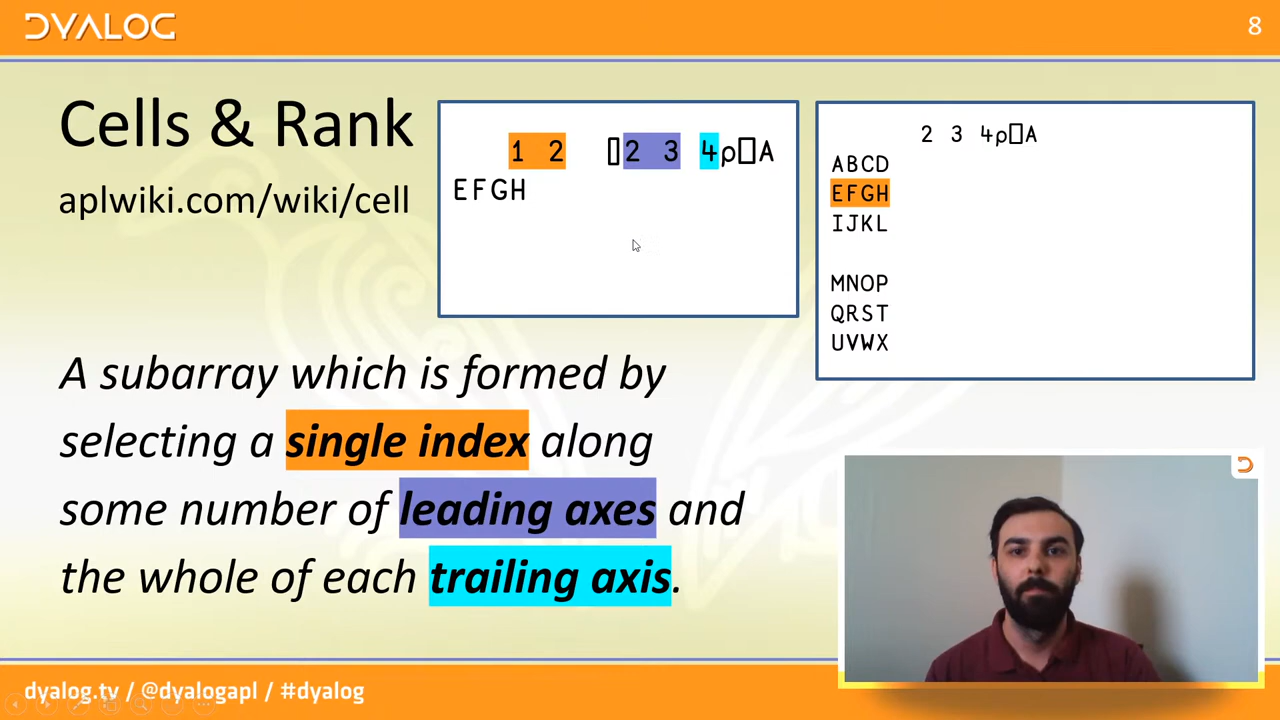 DYALOG
8
Cells & Rank
aplwiki.com/wiki/cell
1 2 ⌷2 3 4⍴⎕A
EFGH
2 3 4⍴⎕A
ABCD
EFGH
IJKL
MNOP
QRST
UVWX
A subarray which is formed by
selecting a single index along
some number of leading axes and
the whole of each trailing axis.
dyalog.tv / @dyalogapl / #dyalog